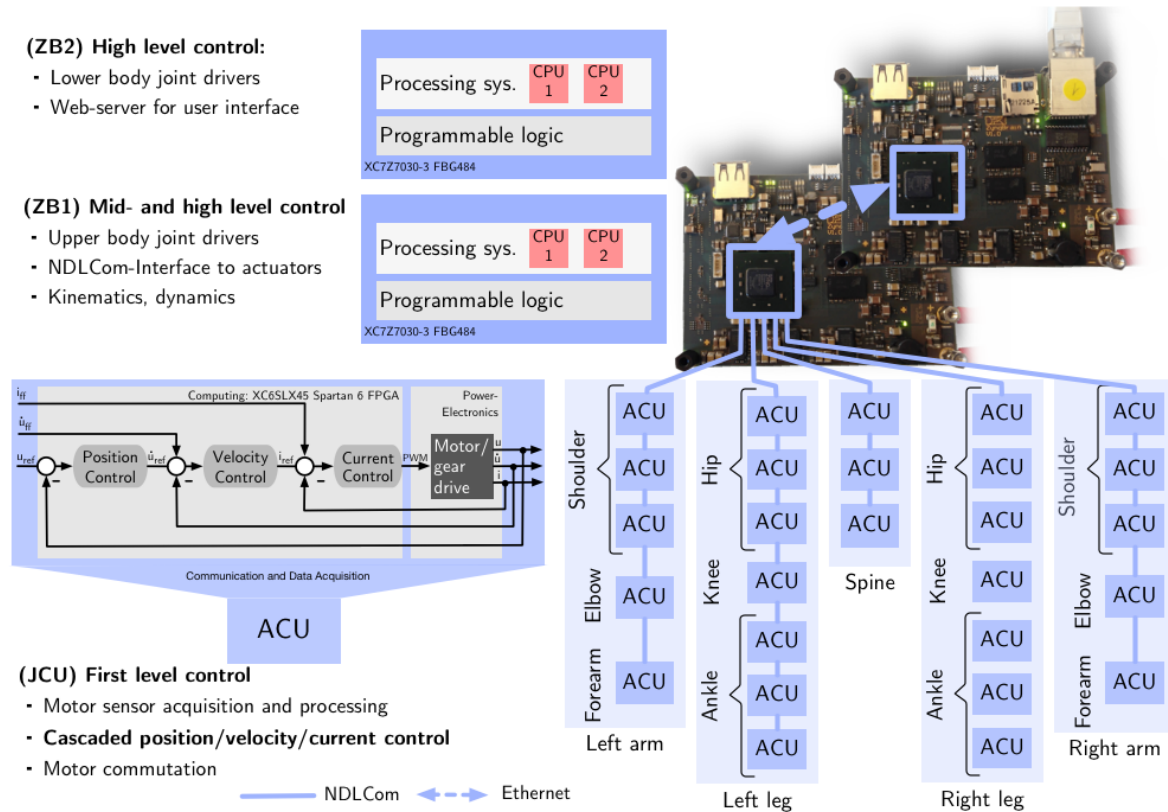 (ZB2) High level control:
- Lower body joint drivers
- Web-server for user interface
Processing sys.
CPU
1
CPU
2
Programmable logic
XC7Z7030-3 FBG484
(ZB1) Mid- and high level control
- Upper body joint drivers
- NDLCom-Interface to actuators
- Kinematics, dynamics
Processing sys.
CPU
1
CPU
2
Programmable logic
XC7Z7030-3 FBG484
Computing: XC6SLX45 Spartan 6 FPGA
Power-
Electronics
i_ff
u̇_ff
u_ref
Position
Control
u̇_ref
Velocity
Control
i_ref
Current
Control
PWM
Motor/
gear
drive
u
u̇
i
Communication and Data Acquisition
ACU
(JCU) First level control
- Motor sensor acquisition and processing
- Cascaded position/velocity/current control
- Motor commutation
NDLCom
Ethernet
Shoulder
ACU
ACU
ACU
Elbow
ACU
Forearm
ACU
Left arm
Hip
ACU
ACU
ACU
Knee
ACU
Ankle
ACU
ACU
ACU
Left leg
ACU
ACU
ACU
Spine
Hip
ACU
ACU
ACU
Knee
ACU
Ankle
ACU
ACU
ACU
Right leg
Shoulder
ACU
ACU
ACU
Elbow
ACU
Forearm
ACU
Right arm